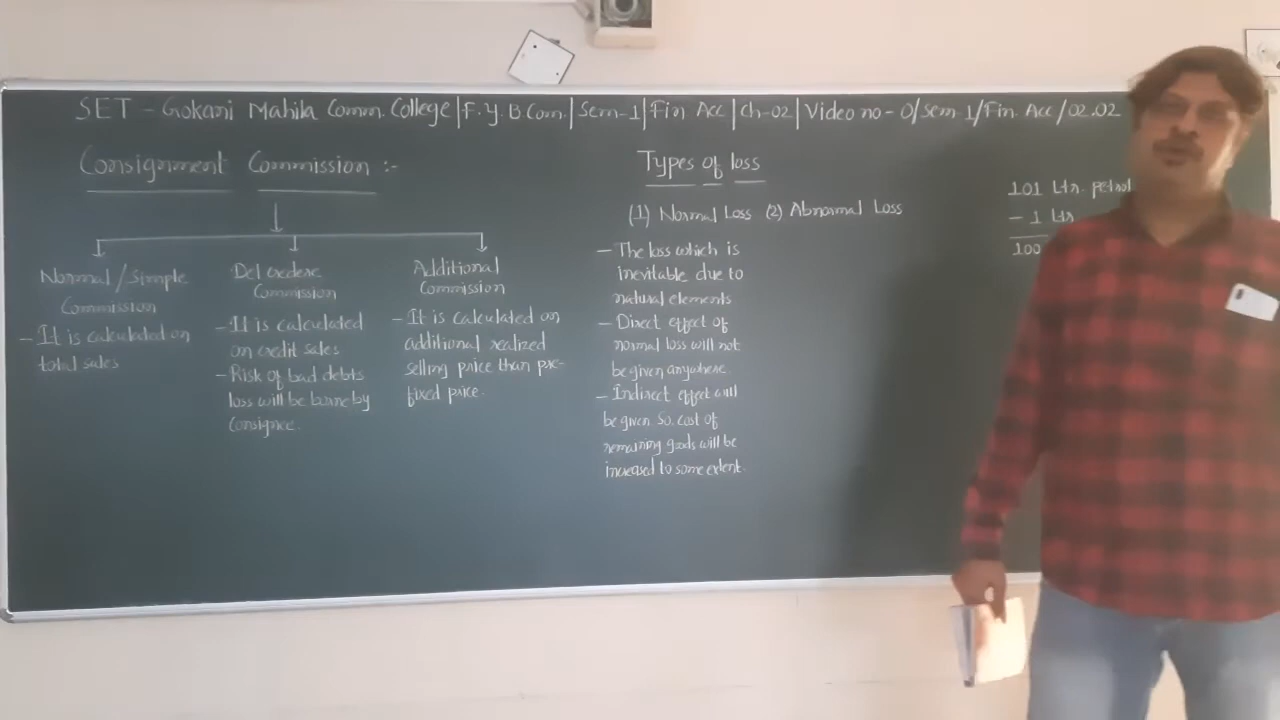 SET - Gokani Mahila Comm. College | F. Y. B Com. | Sem-1 | Fin Acc | Ch-02 | Video no - 0/Sem 1/Fin. Acc/02.02
Consignment Commission :-
Normal/Simple
Commission
- It is calculated on
total sales
Del credere
Commission
- It is calculated
on credit sales
- Risk of bad debts
loss will be borne by
consignee.
Additional
Commission
- It is calculated on
additional realized
selling price than pre-
fixed price.
Types of loss
(1) Normal Loss (2) Abnormal Loss
- The loss which is
inevitable due to
natural elements
- Direct effect of
normal loss will not
be given anywhere.
- Indirect effect will
be given so, cost of
remaining goods will be
increased to some extent.
101 Ltr. petrol
- 1 Ltr
100